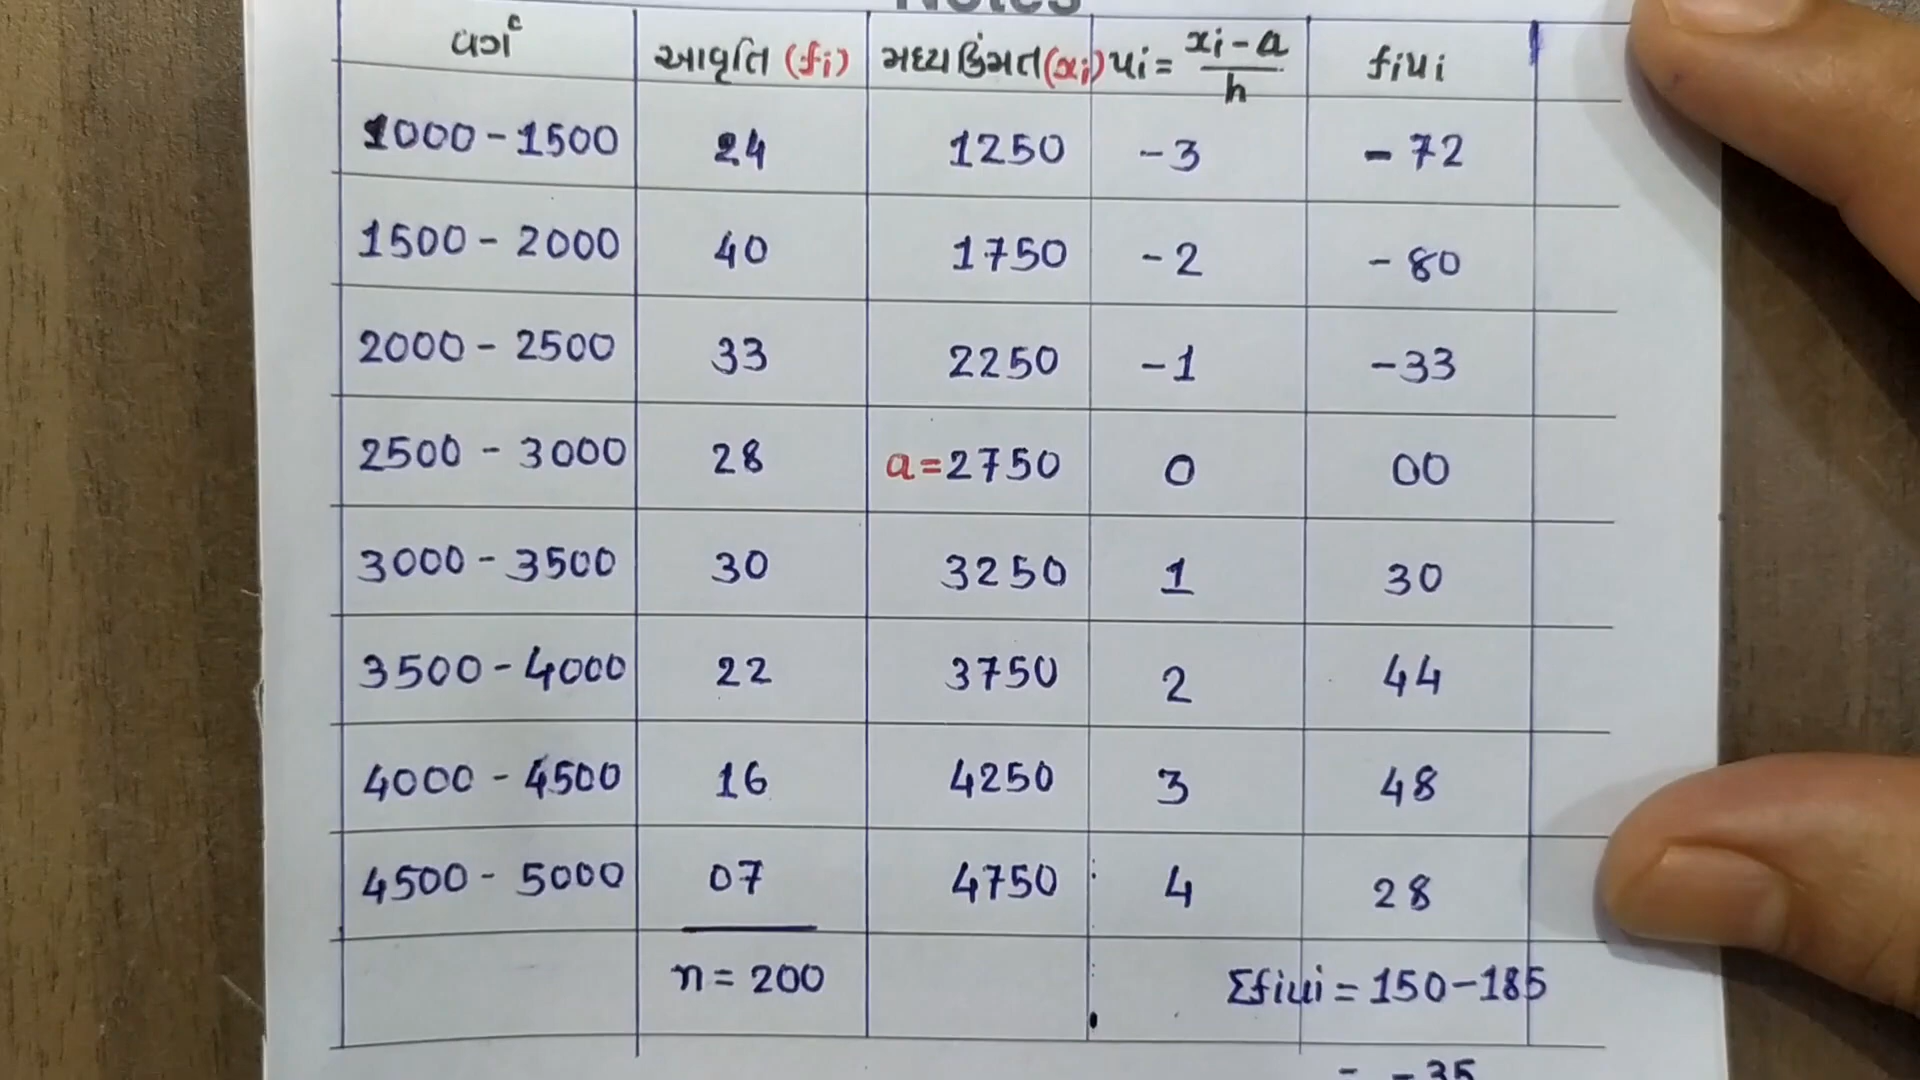 Notes
વર્ગ^c આવૃતિ (fi) મધ્યકિંમત(xi) ui = xi - a / h fiui
1000 - 1500 24 1250 - 3 - 72
1500 - 2000 40 1750 - 2 - 80
2000 - 2500 33 2250 - 1 - 33
2500 - 3000 28 a = 2750 0 00
3000 - 3500 30 3250 1 30
3500 - 4000 22 3750 2 44
4000 - 4500 16 4250 3 48
4500 - 5000 07 4750 4 28
n = 200 Σfiui = 150 - 185
= - 35